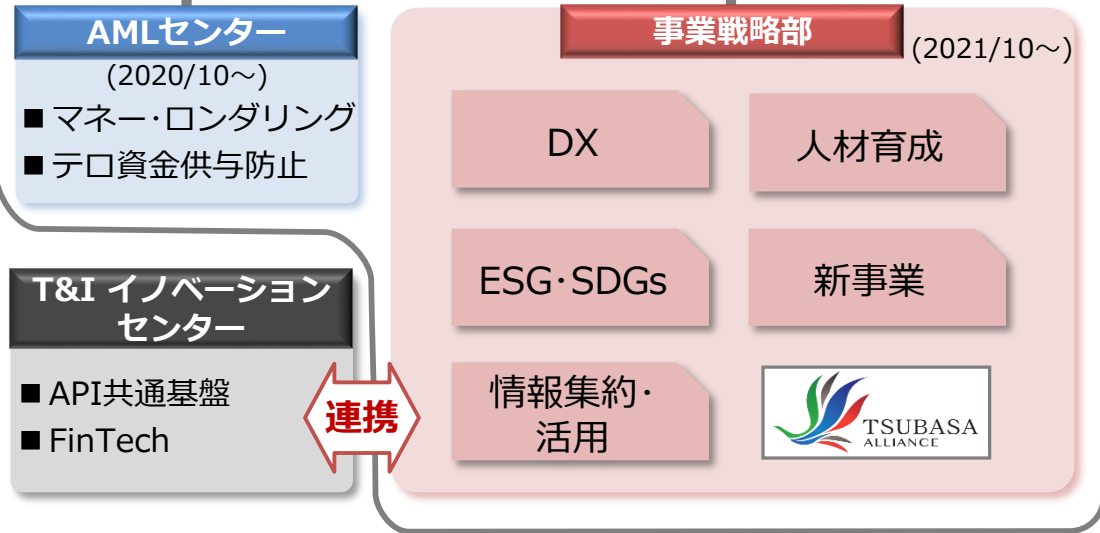 AMLセンター
(2020/10～)
■ マネー･ロンダリング
■ テロ資金供与防止
T&I イノベーション
センター
■ API共通基盤
■ FinTech
連携
事業戦略部
(2021/10～)
DX
人材育成
ESG･SDGs
新事業
情報集約･
活用
TSUBASA
ALLIANCE